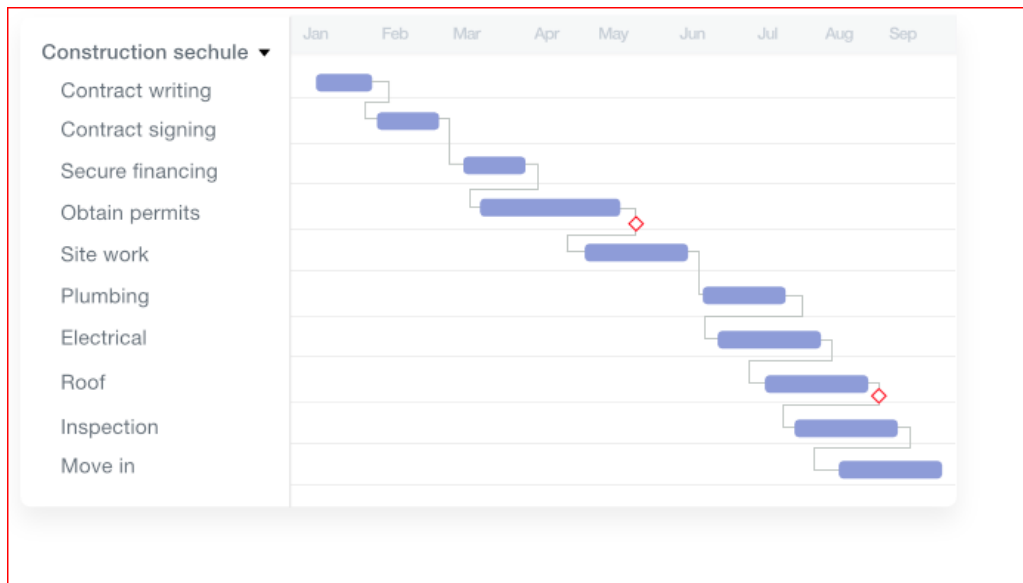 Jan Feb Mar Apr May Jun Jul Aug Sep
Construction sechule
Contract writing
Contract signing
Secure financing
Obtain permits
Site work
Plumbing
Electrical
Roof
Inspection
Move in